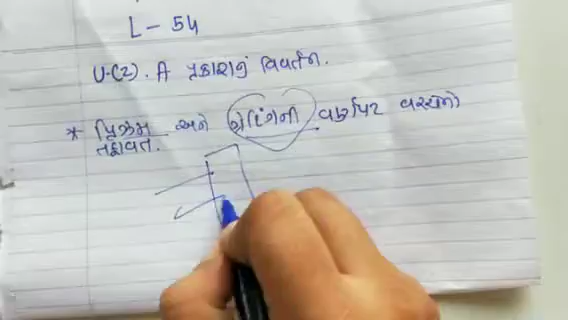 L - 54
U-(2). A પ્રકાશનું વિવર્તન.
* પ્રિઝમ અને ગ્રેટિંગની વર્ણપટ વચ્ચેનો
તફાવત.